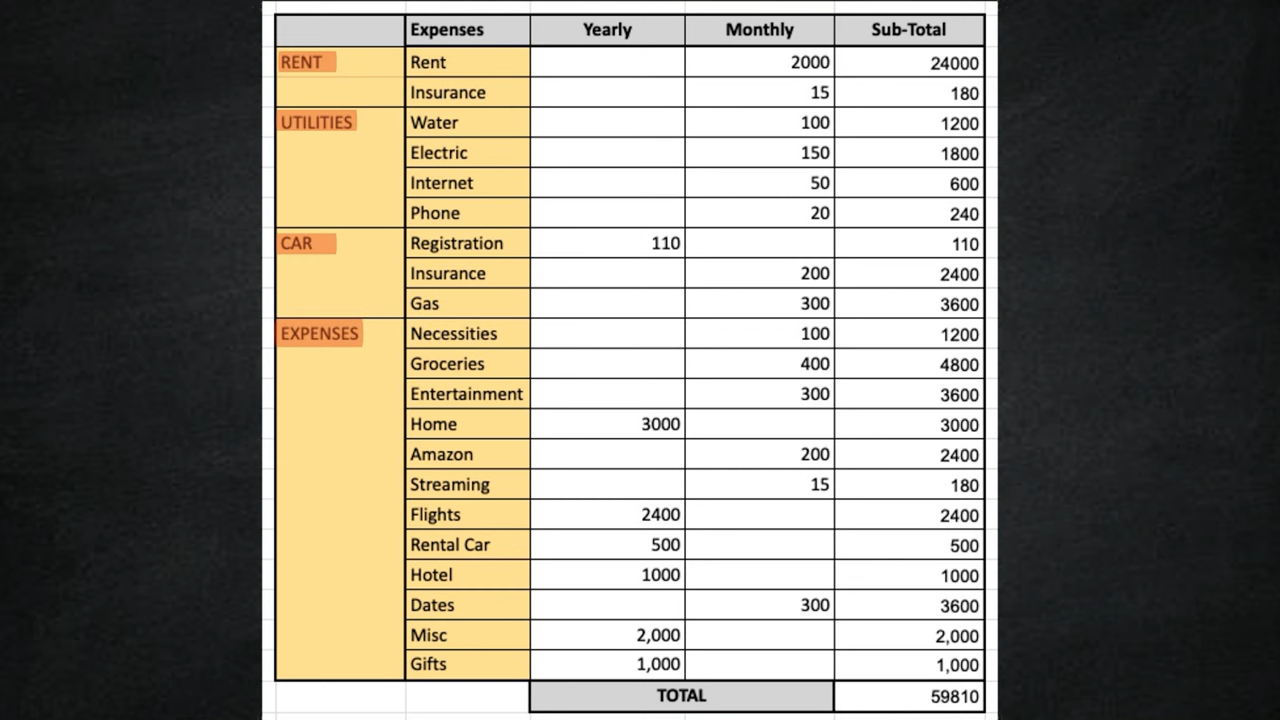 Expenses Yearly Monthly Sub-Total
RENT Rent 2000 24000
Insurance 15 180
UTILITIES Water 100 1200
Electric 150 1800
Internet 50 600
Phone 20 240
CAR Registration 110 110
Insurance 200 2400
Gas 300 3600
EXPENSES Necessities 100 1200
Groceries 400 4800
Entertainment 300 3600
Home 3000 3000
Amazon 200 2400
Streaming 15 180
Flights 2400 2400
Rental Car 500 500
Hotel 1000 1000
Dates 300 3600
Misc 2,000 2,000
Gifts 1,000 1,000
TOTAL 59810